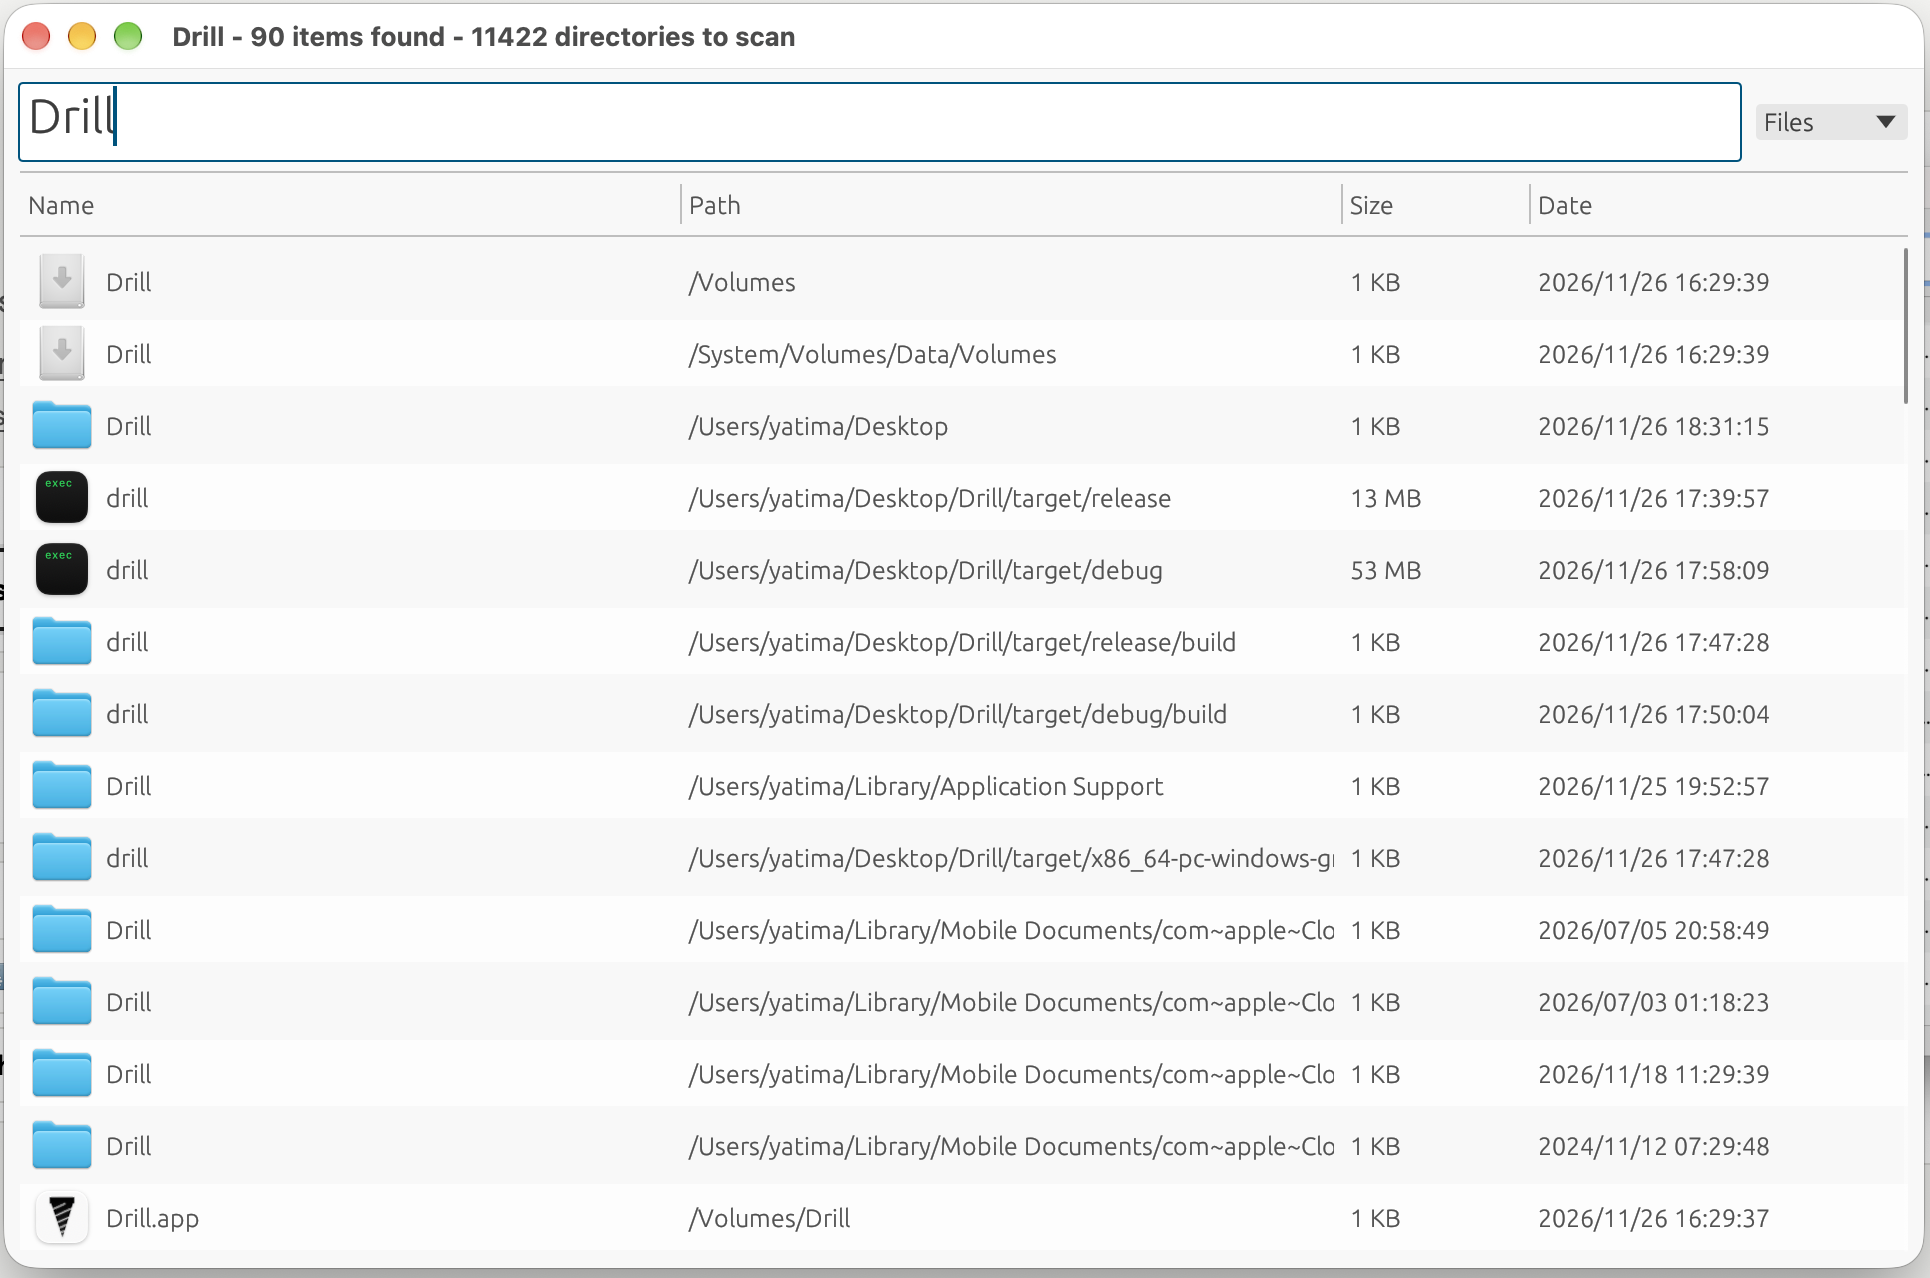 Drill - 90 items found - 11422 directories to scan
Drill
Files
Name Path Size Date
Drill /Volumes 1 KB 2026/11/26 16:29:39
Drill /System/Volumes/Data/Volumes 1 KB 2026/11/26 16:29:39
Drill /Users/yatima/Desktop 1 KB 2026/11/26 18:31:15
exec drill /Users/yatima/Desktop/Drill/target/release 13 MB 2026/11/26 17:39:57
exec drill /Users/yatima/Desktop/Drill/target/debug 53 MB 2026/11/26 17:58:09
drill /Users/yatima/Desktop/Drill/target/release/build 1 KB 2026/11/26 17:47:28
drill /Users/yatima/Desktop/Drill/target/debug/build 1 KB 2026/11/26 17:50:04
Drill /Users/yatima/Library/Application Support 1 KB 2026/11/25 19:52:57
drill /Users/yatima/Desktop/Drill/target/x86_64-pc-windows-g 1 KB 2026/11/26 17:47:28
Drill /Users/yatima/Library/Mobile Documents/com~apple~Clo 1 KB 2026/07/05 20:58:49
Drill /Users/yatima/Library/Mobile Documents/com~apple~Clo 1 KB 2026/07/03 01:18:23
Drill /Users/yatima/Library/Mobile Documents/com~apple~Clo 1 KB 2026/11/18 11:29:39
Drill /Users/yatima/Library/Mobile Documents/com~apple~Clo 1 KB 2024/11/12 07:29:48
Drill.app /Volumes/Drill 1 KB 2026/11/26 16:29:37